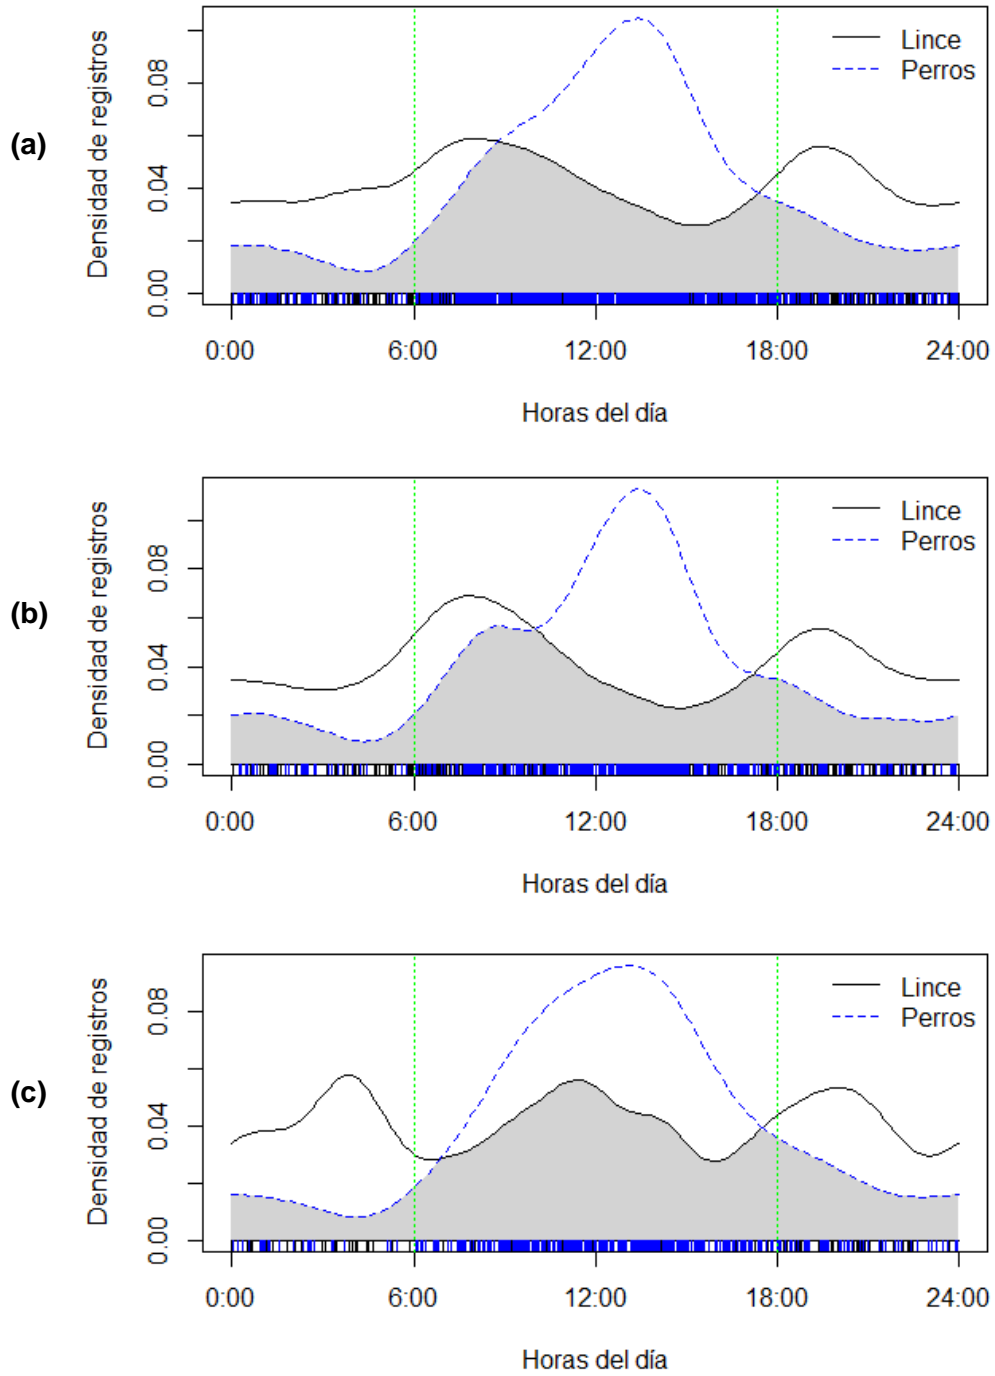 (a)
Densidad de registros
0.08
0.04
0.00
Lince
Perros
0:00 6:00 12:00 18:00 24:00
Horas del día
(b)
Densidad de registros
0.08
0.04
0.00
Lince
Perros
0:00 6:00 12:00 18:00 24:00
Horas del día
(c)
Densidad de registros
0.08
0.04
0.00
Lince
Perros
0:00 6:00 12:00 18:00 24:00
Horas del día